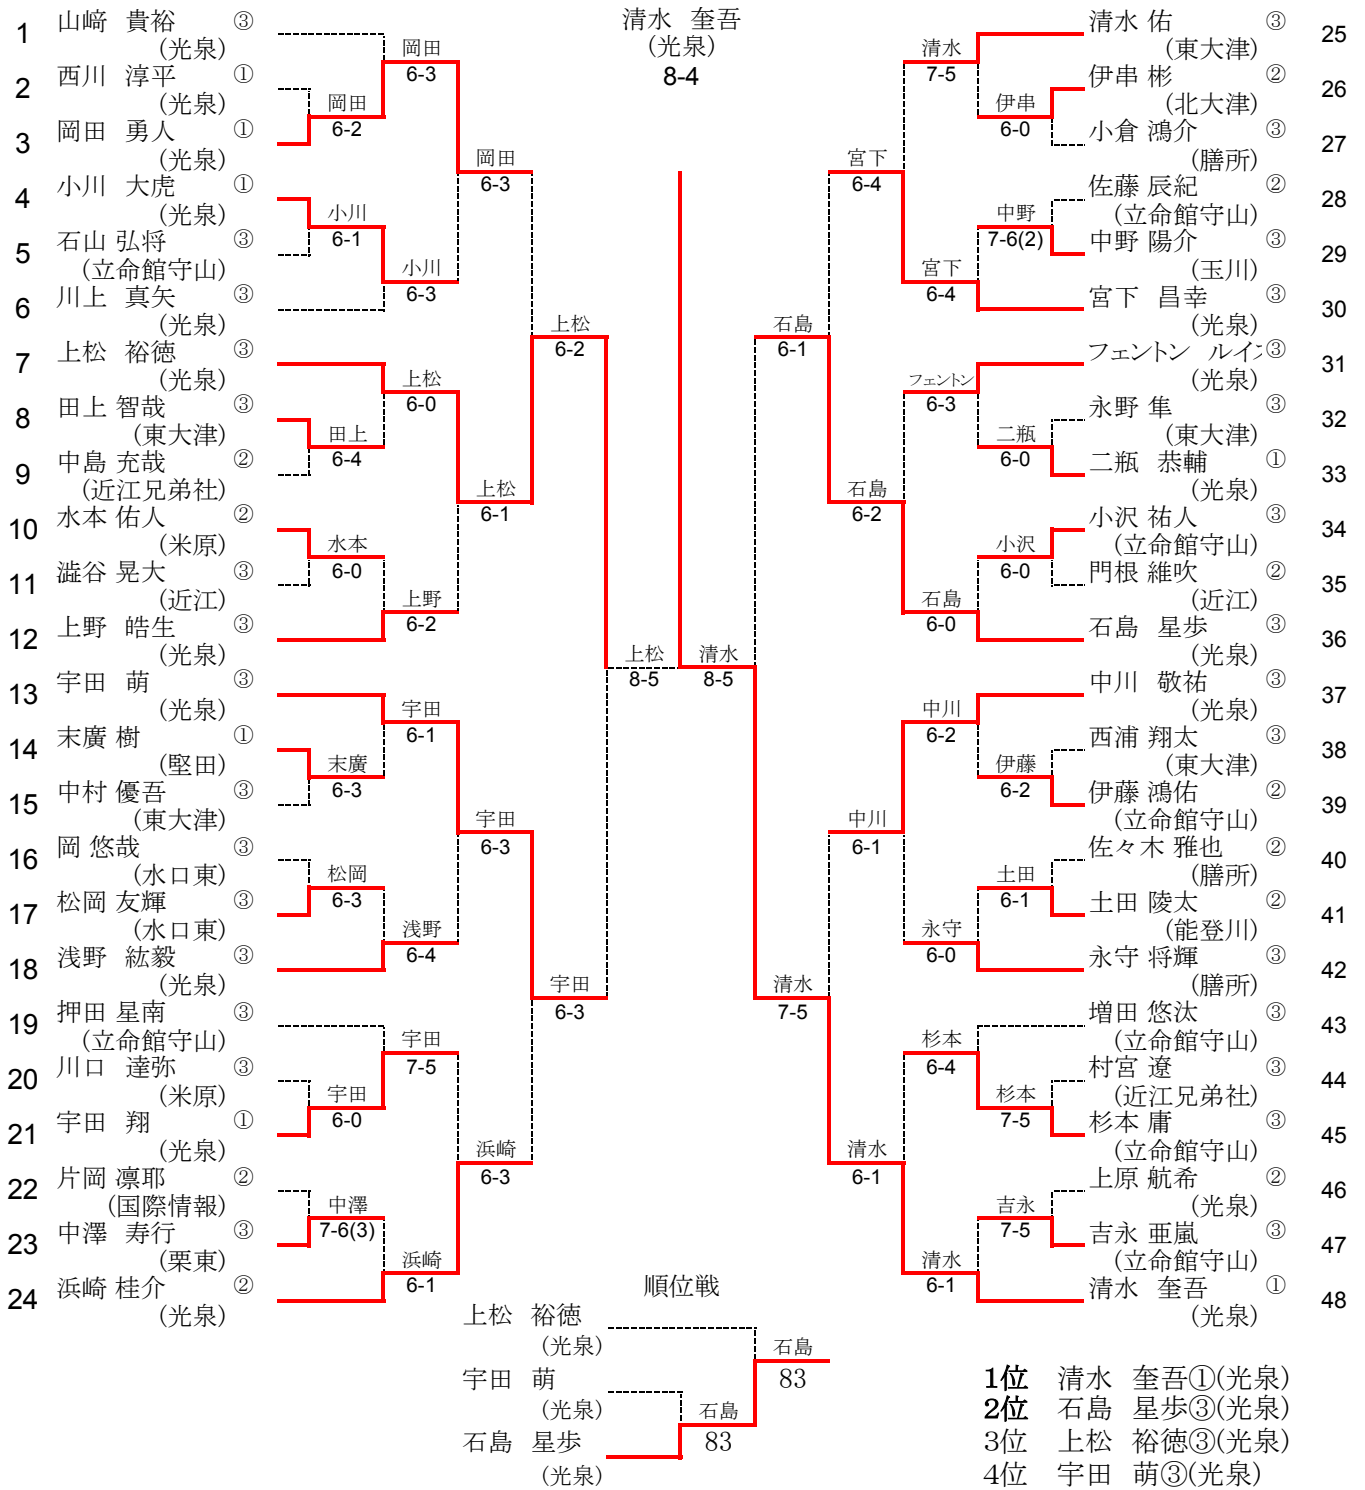 清水 奎吾
(光泉)
8-4
1 山﨑 貴裕 ③
(光泉)
2 西川 淳平 ①
(光泉)
3 岡田 勇人 ①
(光泉)
4 小川 大虎 ①
(光泉)
5 石山 弘将 ③
(立命館守山)
6 川上 真矢 ③
(光泉)
7 上松 裕徳 ③
(光泉)
8 田上 智哉 ③
(東大津)
9 中島 充哉 ②
(近江兄弟社)
10 水本 佑人 ②
(米原)
11 澁谷 晃大 ③
(近江)
12 上野 皓生 ③
(光泉)
13 宇田 萌 ③
(光泉)
14 末廣 樹 ①
(堅田)
15 中村 優吾 ③
(東大津)
16 岡 悠哉 ③
(水口東)
17 松岡 友輝 ③
(水口東)
18 浅野 紘毅 ③
(光泉)
19 押田 星南 ③
(立命館守山)
20 川口 達弥 ③
(米原)
21 宇田 翔 ①
(光泉)
22 片岡 凛耶 ②
(国際情報)
23 中澤 寿行 ③
(栗東)
24 浜崎 桂介 ②
(光泉)
岡田
6-2
小川
6-1
田上
6-4
水本
6-0
末廣
6-3
松岡
6-3
宇田
6-0
中澤
7-6(3)
岡田
6-3
小川
6-3
上松
6-0
上野
6-2
宇田
6-1
浅野
6-4
宇田
7-5
浜崎
6-1
岡田
6-3
上松
6-1
宇田
6-3
浜崎
6-3
上松
6-2
宇田
6-3
上松
8-5
清水
8-5
石島
6-1
清水
7-5
宮下
6-4
石島
6-2
中川
6-1
清水
6-1
清水
7-5
宮下
6-4
フェントン
6-3
石島
6-0
中川
6-2
永守
6-0
杉本
6-4
清水
6-1
伊串
6-0
中野
7-6(2)
二瓶
6-0
小沢
6-0
伊藤
6-2
土田
6-1
杉本
7-5
吉永
7-5
清水 佑 ③ 25
(東大津)
伊串 彬 ② 26
(北大津)
小倉 鴻介 ③ 27
(膳所)
佐藤 辰紀 ② 28
(立命館守山)
中野 陽介 ③ 29
(玉川)
宮下 昌幸 ③ 30
(光泉)
フェントン ルイス③ 31
(光泉)
永野 隼 ③ 32
(東大津)
二瓶 恭輔 ① 33
(光泉)
小沢 祐人 ③ 34
(立命館守山)
門根 維吹 ② 35
(近江)
石島 星歩 ③ 36
(光泉)
中川 敬祐 ③ 37
(光泉)
西浦 翔太 ③ 38
(東大津)
伊藤 鴻佑 ② 39
(立命館守山)
佐々木 雅也 ② 40
(膳所)
土田 陵太 ② 41
(能登川)
永守 将輝 ③ 42
(膳所)
増田 悠汰 ③ 43
(立命館守山)
村宮 遼 ③ 44
(近江兄弟社)
杉本 庸 ③ 45
(立命館守山)
上原 航希 ② 46
(光泉)
吉永 亜嵐 ③ 47
(立命館守山)
清水 奎吾 ① 48
(光泉)
順位戦
上松 裕徳
(光泉)
宇田 萌
(光泉)
石島 星歩
(光泉)
石島
83
石島
83
1位 清水 奎吾①(光泉)
2位 石島 星歩③(光泉)
3位 上松 裕徳③(光泉)
4位 宇田 萌③(光泉)